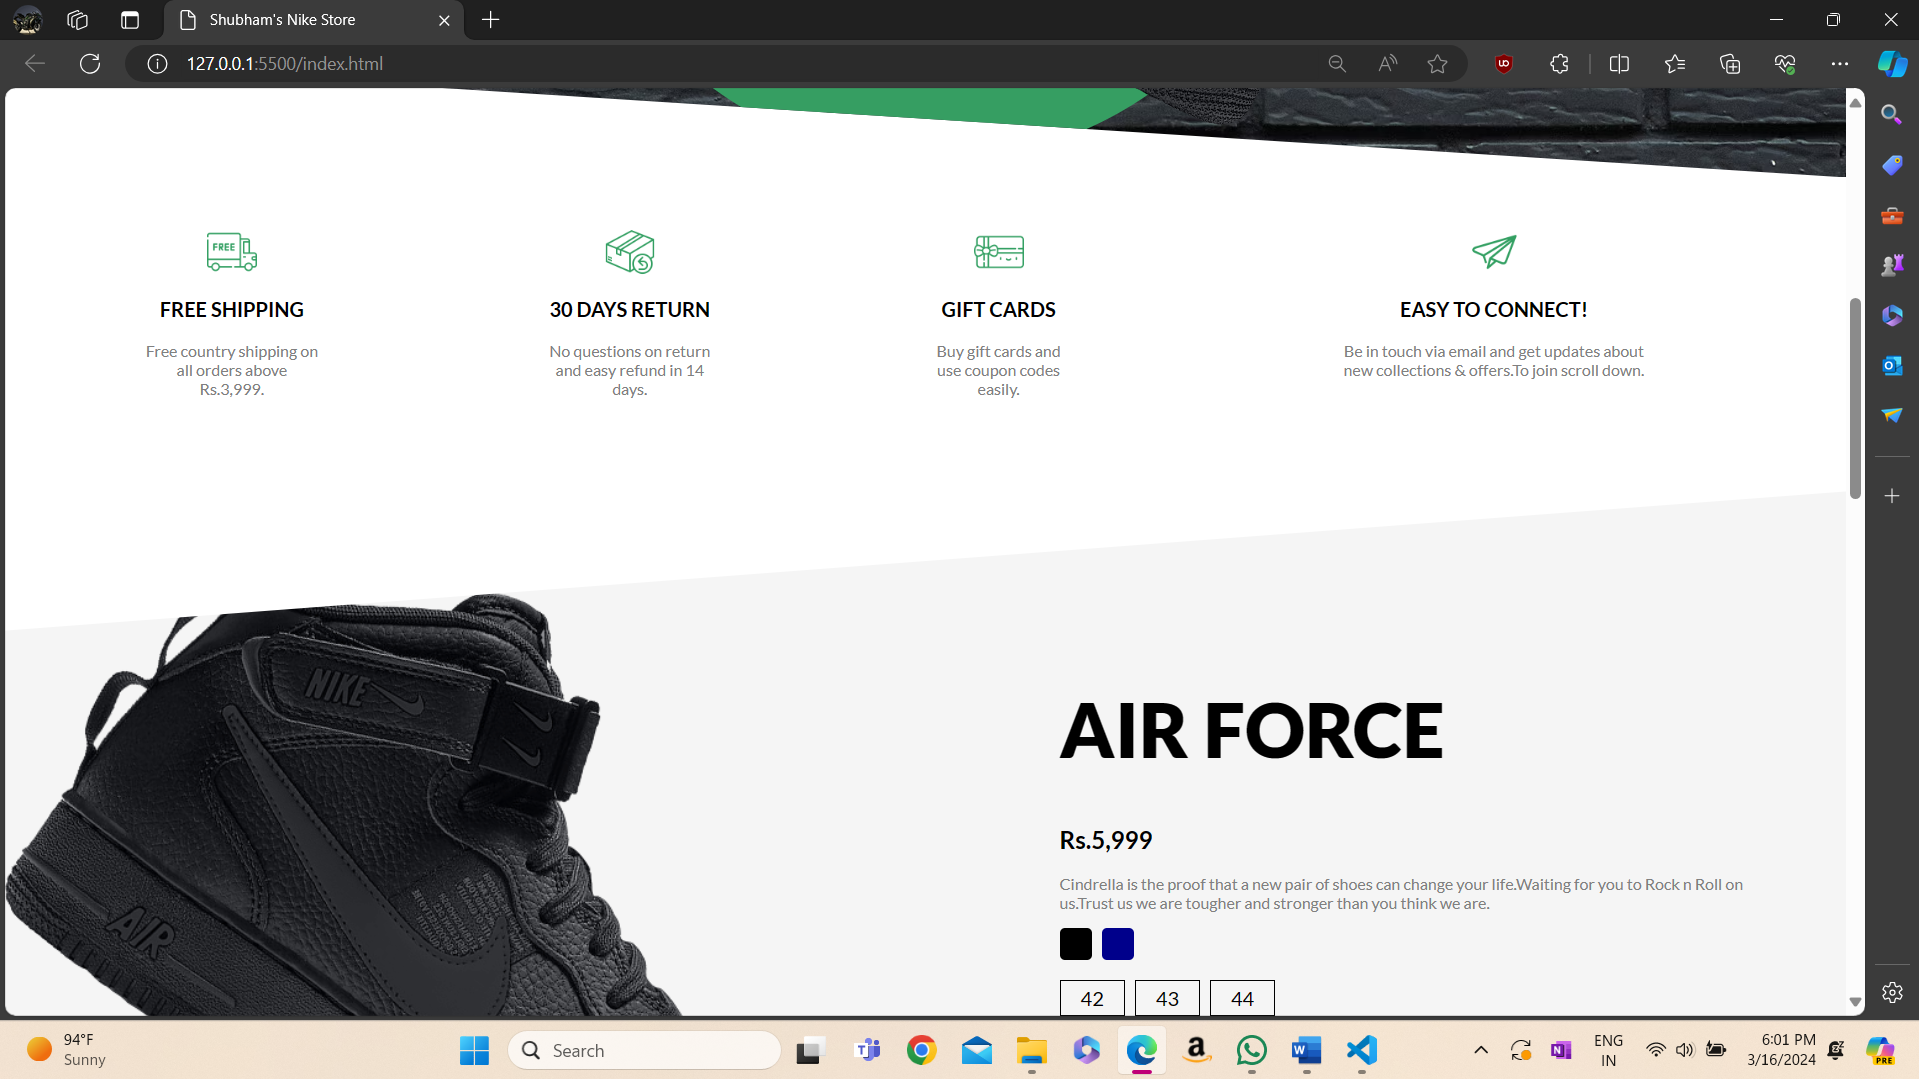 Shubham's Nike Store
127.0.0.1:5500/index.html
FREE
FREE SHIPPING
Free country shipping on
all orders above
Rs.3,999.
30 DAYS RETURN
No questions on return
and easy refund in 14
days.
GIFT CARDS
Buy gift cards and
use coupon codes
easily.
EASY TO CONNECT!
Be in touch via email and get updates about
new collections & offers.To join scroll down.
NIKE
AIR
AIR FORCE
Rs.5,999
Cindrella is the proof that a new pair of shoes can change your life.Waiting for you to Rock n Roll on
us.Trust us we are tougher and stronger than you think we are.
42
43
44
94°F
Sunny
Search
ENG
IN
6:01 PM
3/16/2024
PRE